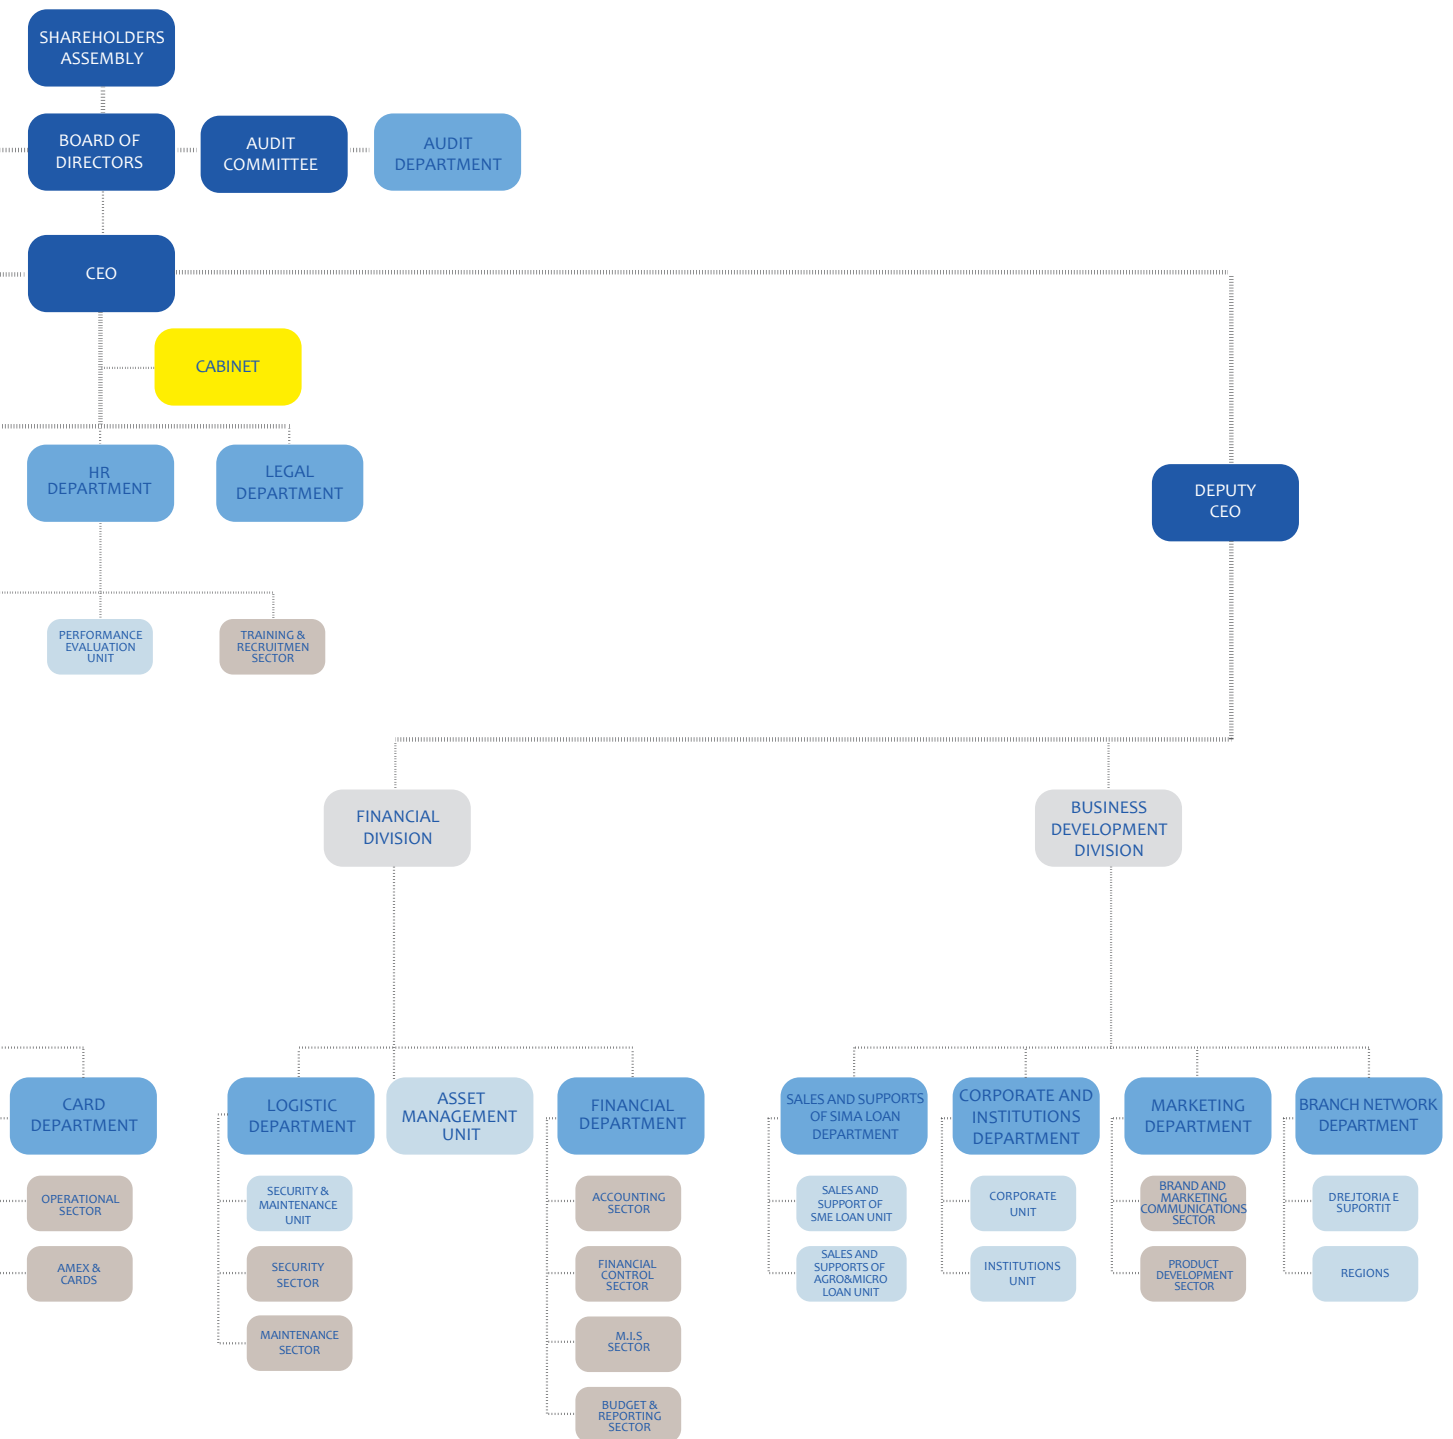 SHAREHOLDERS
ASSEMBLY
BOARD OF
DIRECTORS
AUDIT
COMMITTEE
AUDIT
DEPARTMENT
CEO
CABINET
HR
DEPARTMENT
LEGAL
DEPARTMENT
DEPUTY
CEO
PERFORMANCE
EVALUATION
UNIT
TRAINING &
RECRUITMEN
SECTOR
FINANCIAL
DIVISION
BUSINESS
DEVELOPMENT
DIVISION
CARD
DEPARTMENT
LOGISTIC
DEPARTMENT
ASSET
MANAGEMENT
UNIT
FINANCIAL
DEPARTMENT
SALES AND SUPPORTS
OF SIMA LOAN
DEPARTMENT
CORPORATE AND
INSTITUTIONS
DEPARTMENT
MARKETING
DEPARTMENT
BRANCH NETWORK
DEPARTMENT
OPERATIONAL
SECTOR
SECURITY &
MAINTENANCE
UNIT
ACCOUNTING
SECTOR
SALES AND
SUPPORT OF
SME LOAN UNIT
CORPORATE
UNIT
BRAND AND
MARKETING
COMMUNICATIONS
SECTOR
DREJTORIA E
SUPORTIT
AMEX &
CARDS
SECURITY
SECTOR
FINANCIAL
CONTROL
SECTOR
SALES AND
SUPPORTS OF
AGRO&MICRO
LOAN UNIT
INSTITUTIONS
UNIT
PRODUCT
DEVELOPMENT
SECTOR
REGIONS
MAINTENANCE
SECTOR
M.I.S
SECTOR
BUDGET &
REPORTING
SECTOR